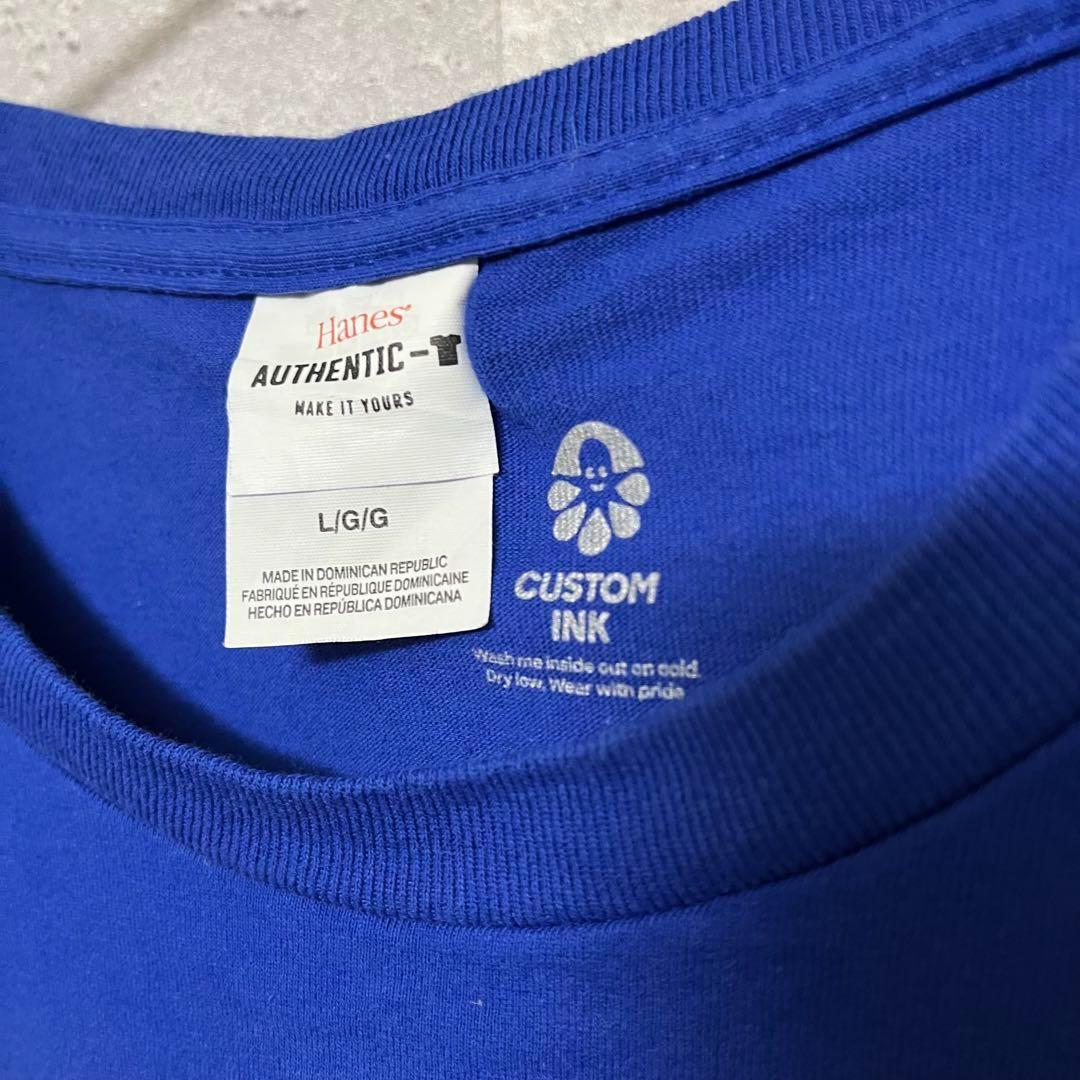 Hanes
AUTHENTIC-T
MAKE IT YOURS
L/G/G
MADE IN DOMINICAN REPUBLIC
FABRIQUÉ EN RÉPUBLIQUE DOMINICAINE
HECHO EN REPÚBLICA DOMINICANA
CUSTOM
INK
Wash me inside out on cold.
Dry low. Wear with pride